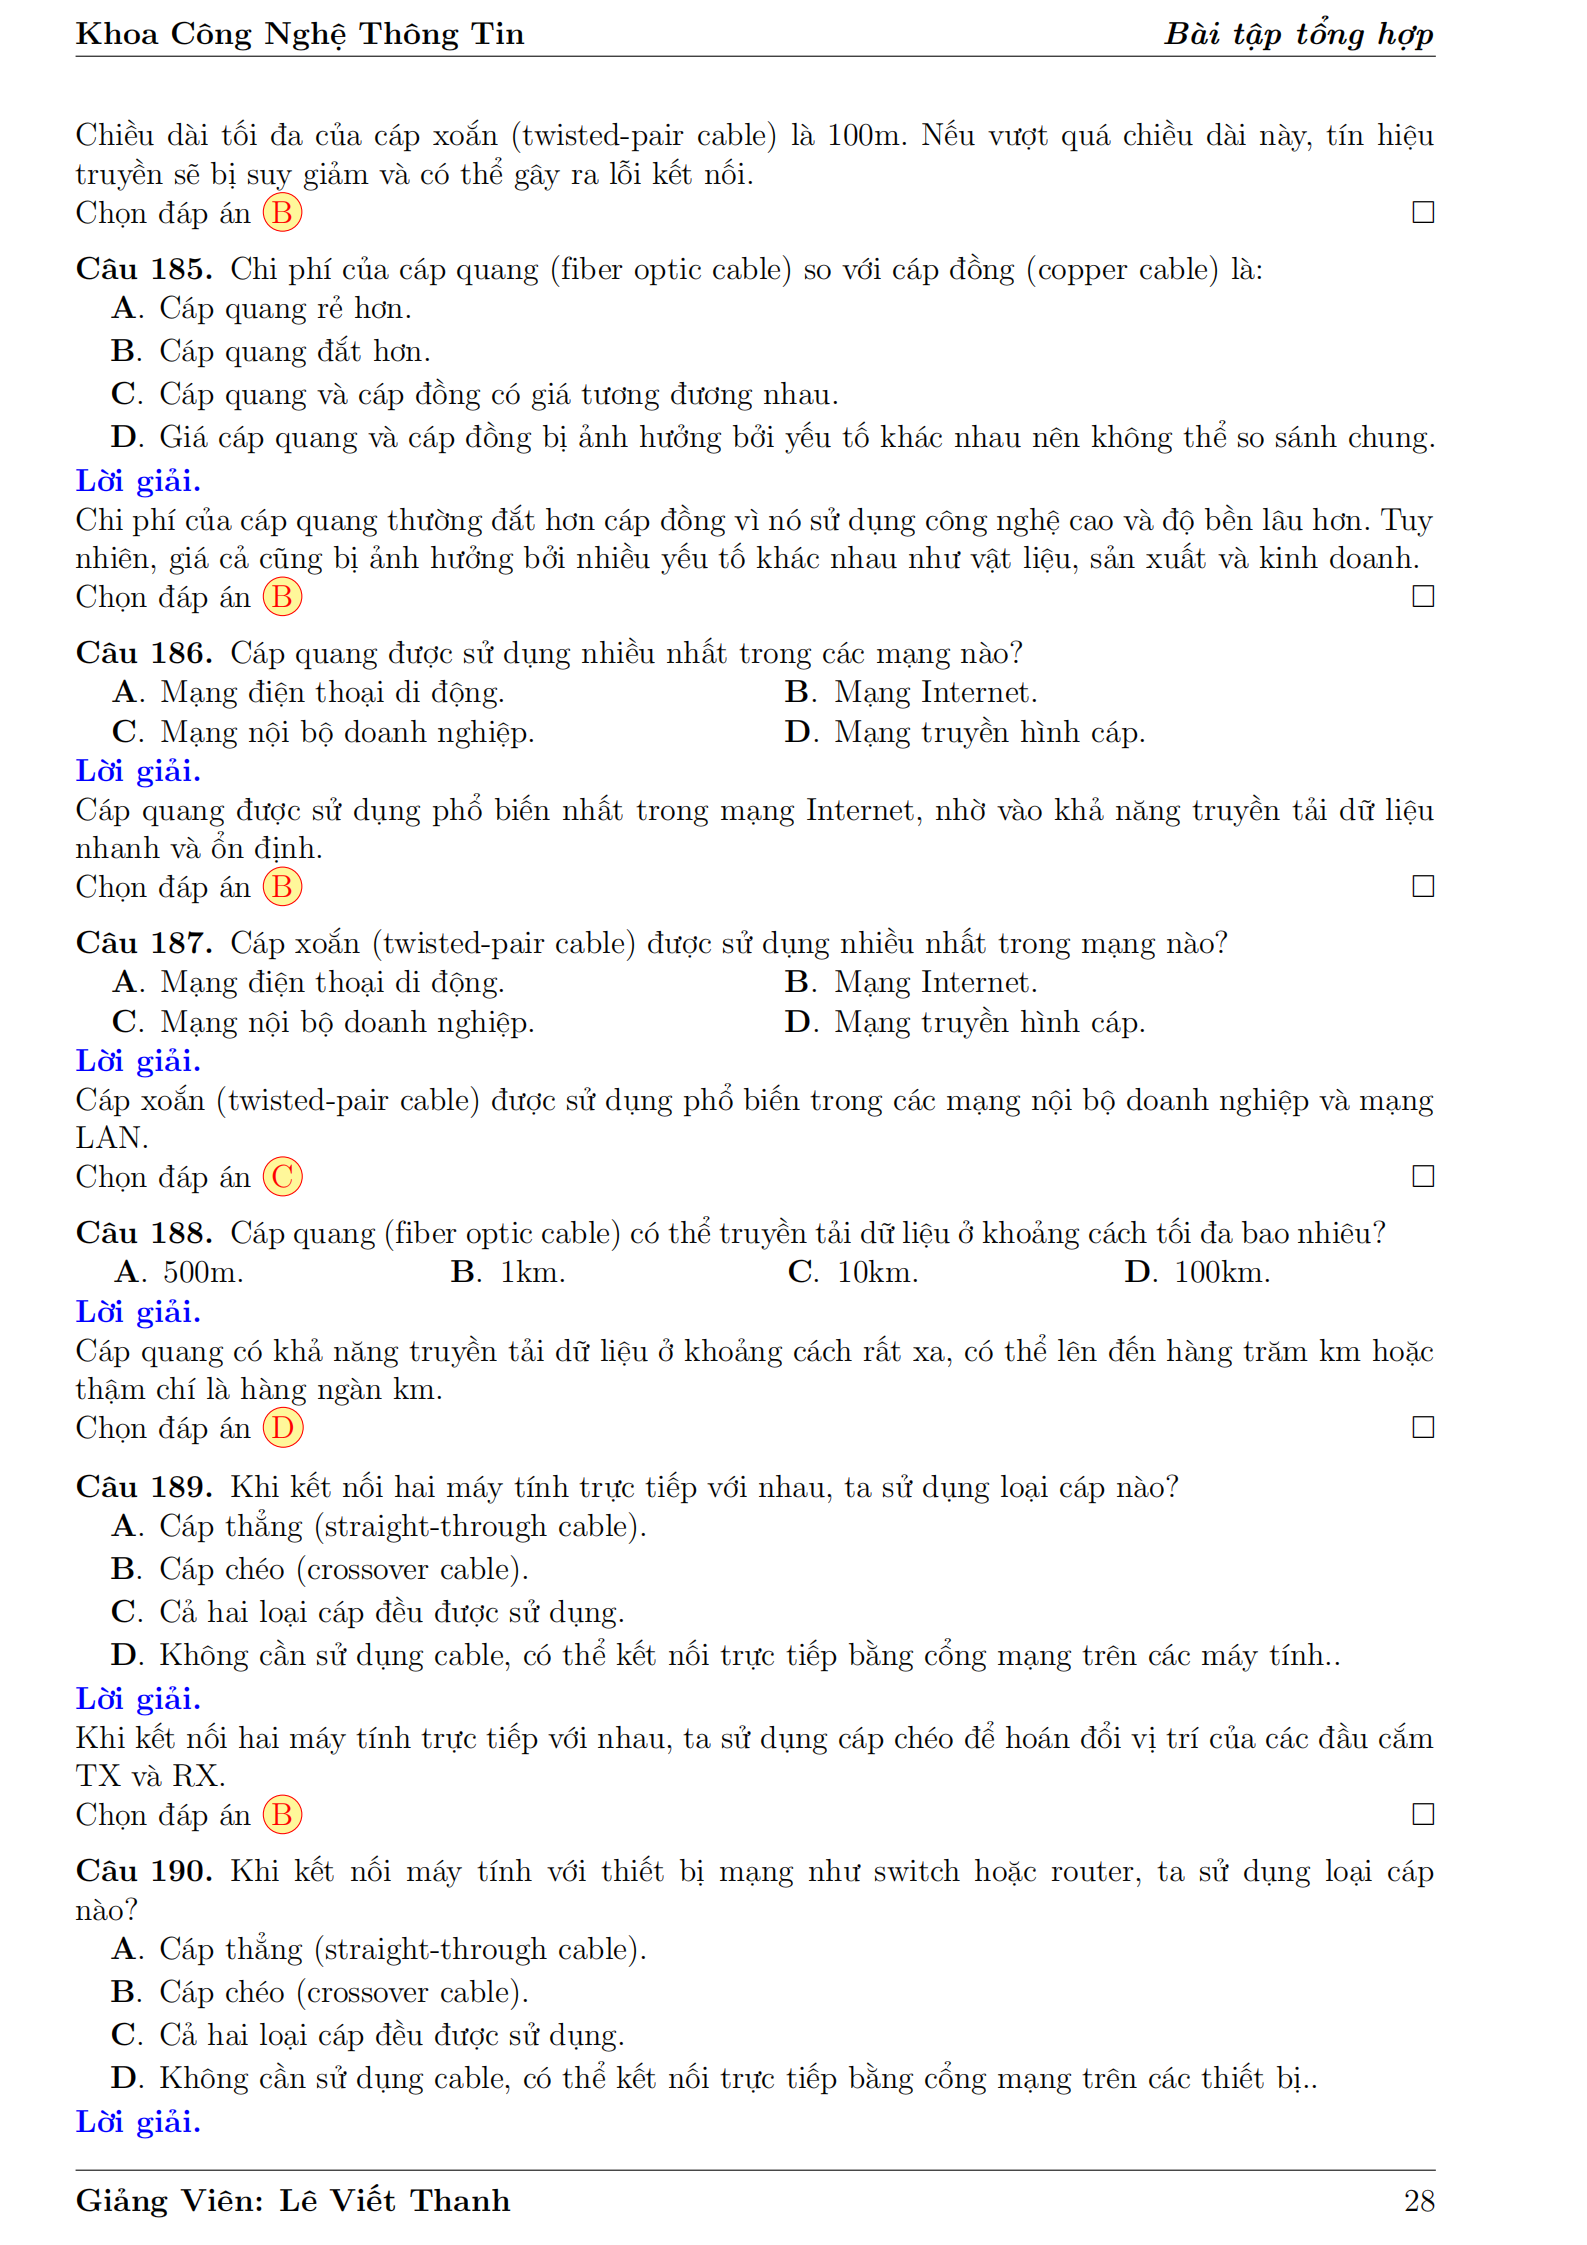 Khoa Công Nghệ Thông Tin Bài tập tổng hợp
Chiều dài tối đa của cáp xoắn (twisted-pair cable) là 100m. Nếu vượt quá chiều dài này, tín hiệu
truyền sẽ bị suy giảm và có thể gây ra lỗi kết nối.
Chọn đáp án B □
Câu 185. Chi phí của cáp quang (fiber optic cable) so với cáp đồng (copper cable) là:
A. Cáp quang rẻ hơn.
B. Cáp quang đắt hơn.
C. Cáp quang và cáp đồng có giá tương đương nhau.
D. Giá cáp quang và cáp đồng bị ảnh hưởng bởi yếu tố khác nhau nên không thể so sánh chung.
Lời giải.
Chi phí của cáp quang thường đắt hơn cáp đồng vì nó sử dụng công nghệ cao và độ bền lâu hơn. Tuy
nhiên, giá cả cũng bị ảnh hưởng bởi nhiều yếu tố khác nhau như vật liệu, sản xuất và kinh doanh.
Chọn đáp án B □
Câu 186. Cáp quang được sử dụng nhiều nhất trong các mạng nào?
A. Mạng điện thoại di động. B. Mạng Internet.
C. Mạng nội bộ doanh nghiệp. D. Mạng truyền hình cáp.
Lời giải.
Cáp quang được sử dụng phổ biến nhất trong mạng Internet, nhờ vào khả năng truyền tải dữ liệu
nhanh và ổn định.
Chọn đáp án B □
Câu 187. Cáp xoắn (twisted-pair cable) được sử dụng nhiều nhất trong mạng nào?
A. Mạng điện thoại di động. B. Mạng Internet.
C. Mạng nội bộ doanh nghiệp. D. Mạng truyền hình cáp.
Lời giải.
Cáp xoắn (twisted-pair cable) được sử dụng phổ biến trong các mạng nội bộ doanh nghiệp và mạng
LAN.
Chọn đáp án C □
Câu 188. Cáp quang (fiber optic cable) có thể truyền tải dữ liệu ở khoảng cách tối đa bao nhiêu?
A. 500m. B. 1km. C. 10km. D. 100km.
Lời giải.
Cáp quang có khả năng truyền tải dữ liệu ở khoảng cách rất xa, có thể lên đến hàng trăm km hoặc
thậm chí là hàng ngàn km.
Chọn đáp án D □
Câu 189. Khi kết nối hai máy tính trực tiếp với nhau, ta sử dụng loại cáp nào?
A. Cáp thẳng (straight-through cable).
B. Cáp chéo (crossover cable).
C. Cả hai loại cáp đều được sử dụng.
D. Không cần sử dụng cable, có thể kết nối trực tiếp bằng cổng mạng trên các máy tính..
Lời giải.
Khi kết nối hai máy tính trực tiếp với nhau, ta sử dụng cáp chéo để hoán đổi vị trí của các đầu cắm
TX và RX.
Chọn đáp án B □
Câu 190. Khi kết nối máy tính với thiết bị mạng như switch hoặc router, ta sử dụng loại cáp
nào?
A. Cáp thẳng (straight-through cable).
B. Cáp chéo (crossover cable).
C. Cả hai loại cáp đều được sử dụng.
D. Không cần sử dụng cable, có thể kết nối trực tiếp bằng cổng mạng trên các thiết bị..
Lời giải.
Giảng Viên: Lê Viết Thanh 28